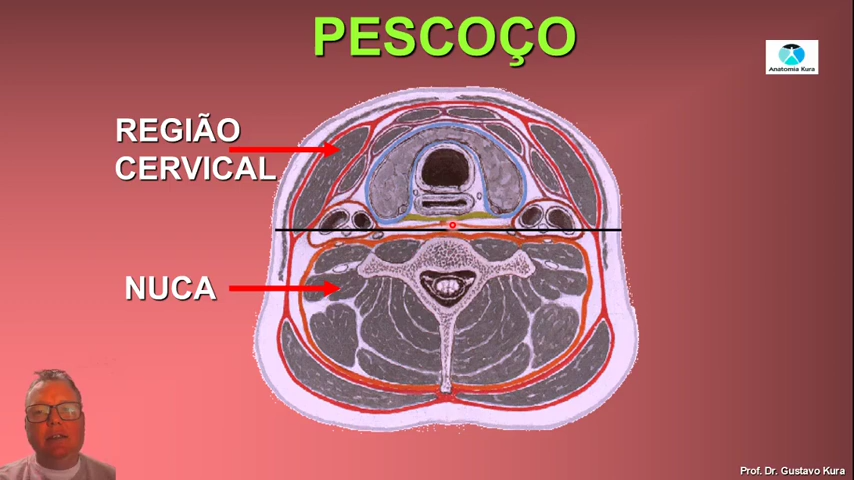 PESCOÇO
Anatomia Kura
REGIÃO
CERVICAL
NUCA
Prof. Dr. Gustavo Kura